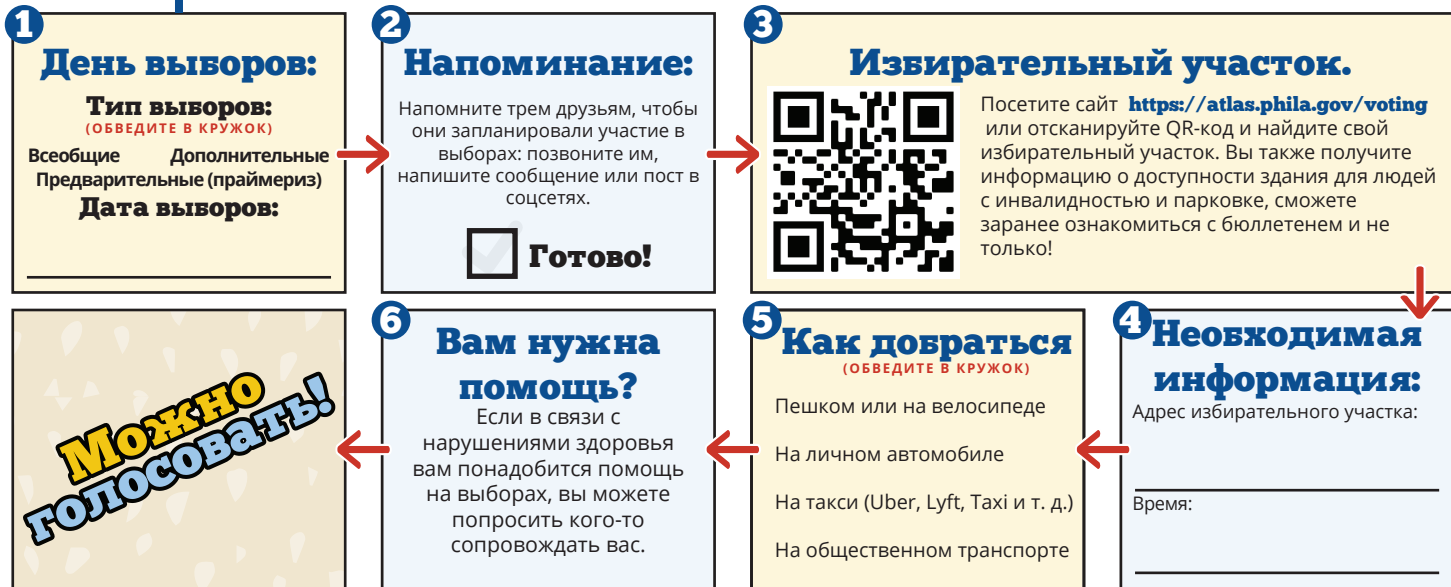 1
День выборов:
Тип выборов:
(ОБВЕДИТЕ В КРУЖОК)
Всеобщие Дополнительные
Предварительные (праймериз)
Дата выборов:
2
Напоминание:
Напомните трем друзьям, чтобы
они запланировали участие в
выборах: позвоните им,
напишите сообщение или пост в
соцсетях.
Готово!
3
Избирательный участок.
Посетите сайт https://atlas.phila.gov/voting
или отсканируйте QR-код и найдите свой
избирательный участок. Вы также получите
информацию о доступности здания для людей
с инвалидностью и парковке, сможете
заранее ознакомиться с бюллетенем и не
только!
4
Необходимая
информация:
Адрес избирательного участка:
Время:
5
Как добраться
(ОБВЕДИТЕ В КРУЖОК)
Пешком или на велосипеде
На личном автомобиле
На такси (Uber, Lyft, Taxi и т. д.)
На общественном транспорте
6
Вам нужна
помощь?
Если в связи с
нарушениями здоровья
вам понадобится помощь
на выборах, вы можете
попросить кого-то
сопровождать вас.
Можно
голосовать!